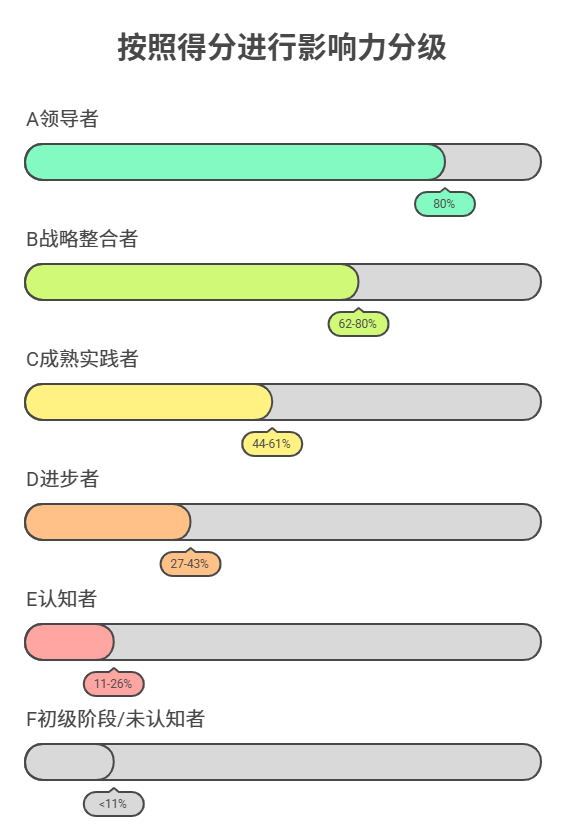 按照得分进行影响力分级
A领导者
80%
B战略整合者
62-80%
C成熟实践者
44-61%
D进步者
27-43%
E认知者
11-26%
F初级阶段/未认知者
<11%